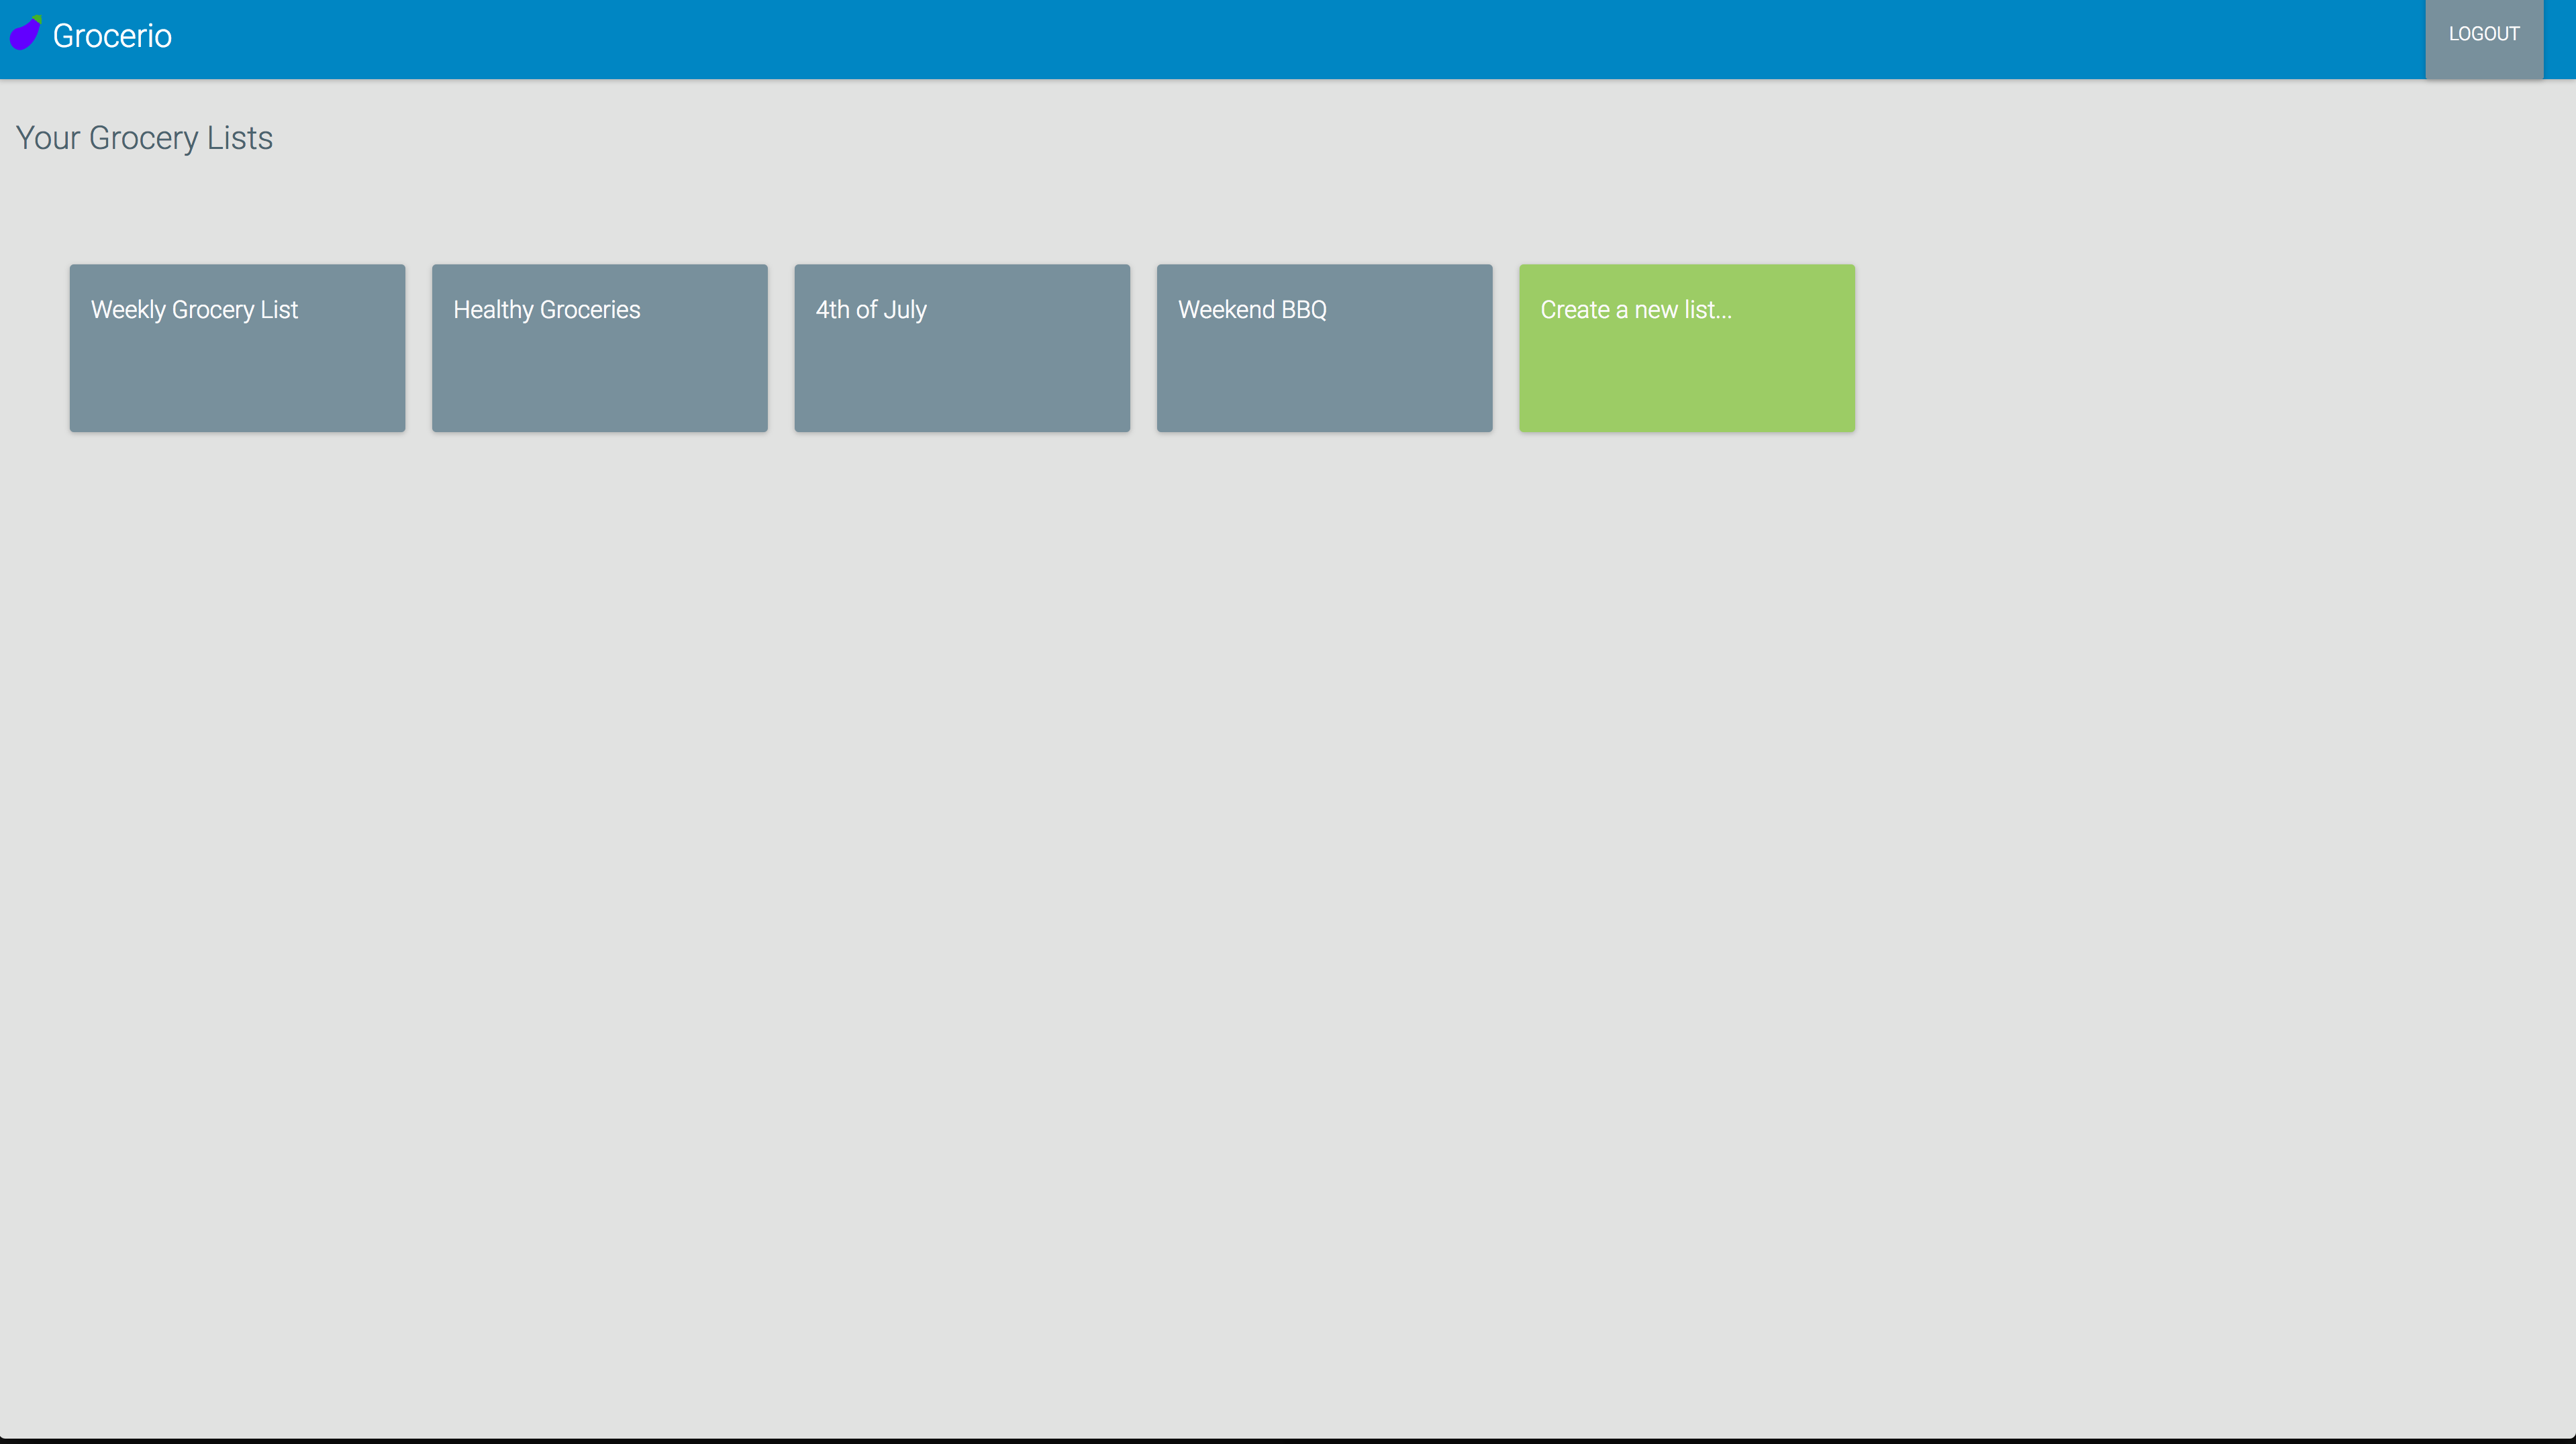 Grocerio
LOGOUT
Your Grocery Lists
Weekly Grocery List
Healthy Groceries
4th of July
Weekend BBQ
Create a new list...